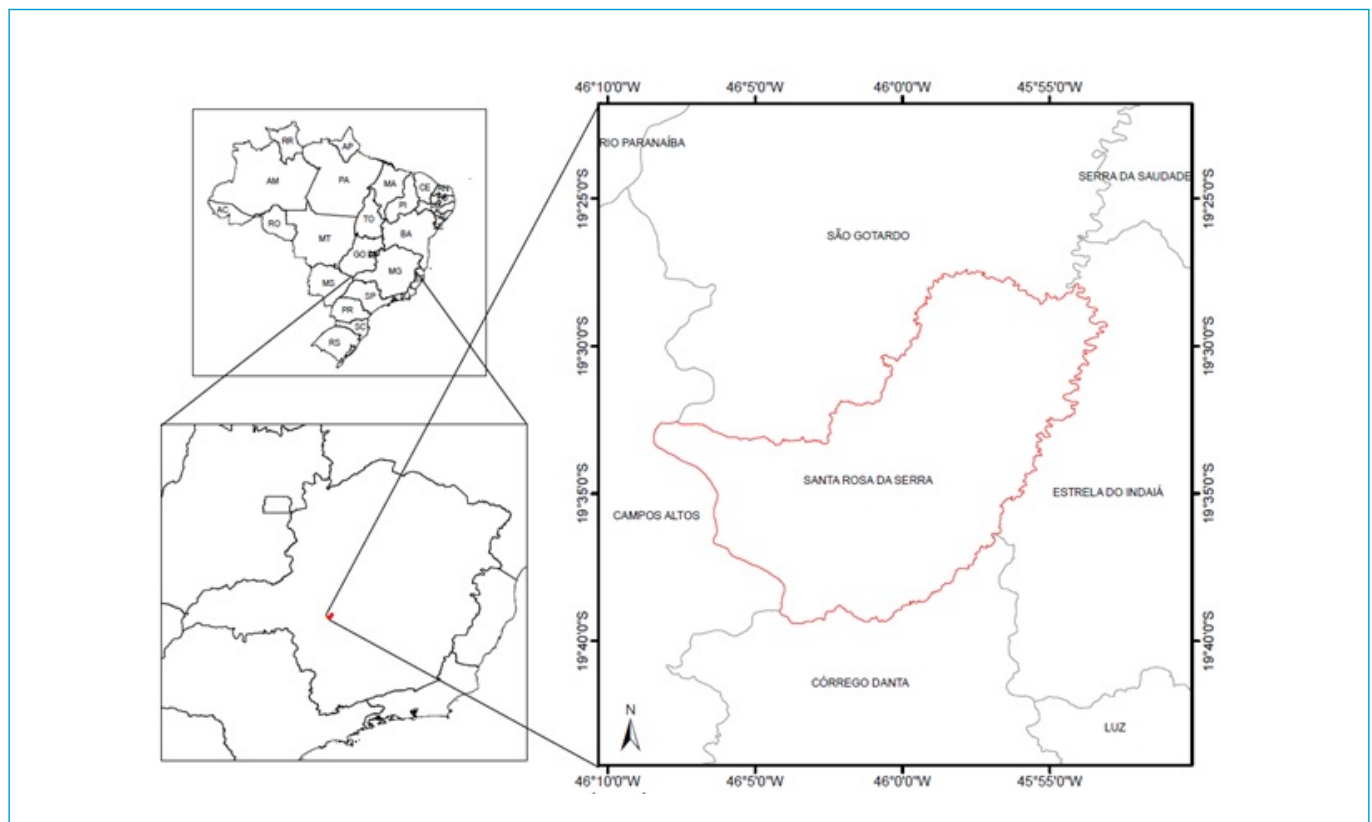 RR
AP
AM
PA
MA
CE
RN
PI
AC
TO
RO
BA
MT
GO
MG
MS
SP
PR
SC
RS
46°10'0"W
46°5'0"W
46°0'0"W
45°55'0"W
RIO PARANAÍBA
SERRA DA SAUDADE
19°25'0"S
19°25'0"S
SÃO GOTARDO
19°30'0"S
19°30'0"S
SANTA ROSA DA SERRA
ESTRELA DO INDAIÁ
19°35'0"S
19°35'0"S
CAMPOS ALTOS
19°40'0"S
19°40'0"S
CÓRREGO DANTA
N
LUZ
46°10'0"W
46°5'0"W
46°0'0"W
45°55'0"W